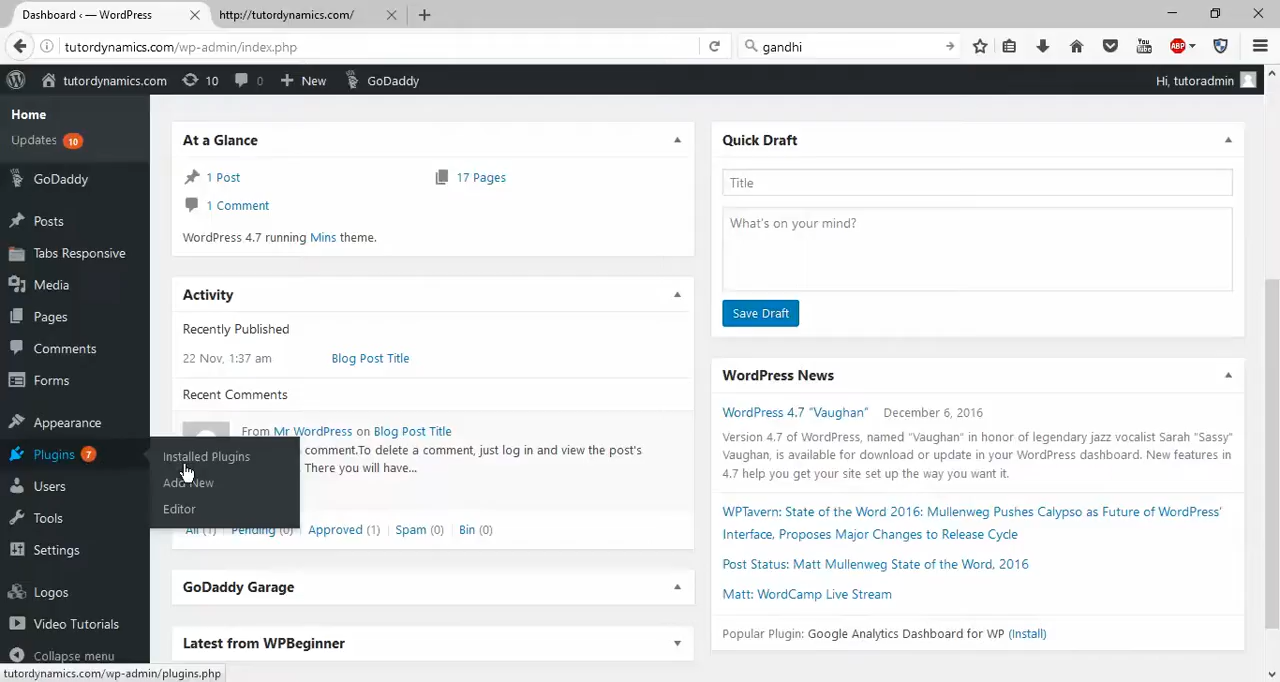 Dashboard ‹ — WordPress
http://tutordynamics.com/
tutordynamics.com/wp-admin/index.php
gandhi
You
ABP
tutordynamics.com
10
0
New
GoDaddy
Hi, tutoradmin
Home
Updates 10
GoDaddy
Posts
Tabs Responsive
Media
Pages
Comments
Forms
Appearance
Plugins 7
Users
Tools
Settings
Logos
Video Tutorials
Collapse menu
Installed Plugins
Add New
Editor
At a Glance
1 Post
17 Pages
1 Comment
WordPress 4.7 running Mins theme.
Activity
Recently Published
22 Nov, 1:37 am
Blog Post Title
Recent Comments
From Mr WordPress on Blog Post Title
comment.To delete a comment, just log in and view the post's
There you will have...
All (1) | Pending (0) | Approved (1) | Spam (0) | Bin (0)
GoDaddy Garage
Latest from WPBeginner
Quick Draft
Title
What's on your mind?
Save Draft
WordPress News
WordPress 4.7 "Vaughan" December 6, 2016
Version 4.7 of WordPress, named "Vaughan" in honor of legendary jazz vocalist Sarah "Sassy"
Vaughan, is available for download or update in your WordPress dashboard. New features in
4.7 help you get your site set up the way you want it.
WPTavern: State of the Word 2016: Mullenweg Pushes Calypso as Future of WordPress'
Interface, Proposes Major Changes to Release Cycle
Post Status: Matt Mullenweg State of the Word, 2016
Matt: WordCamp Live Stream
Popular Plugin: Google Analytics Dashboard for WP (Install)
tutordynamics.com/wp-admin/plugins.php